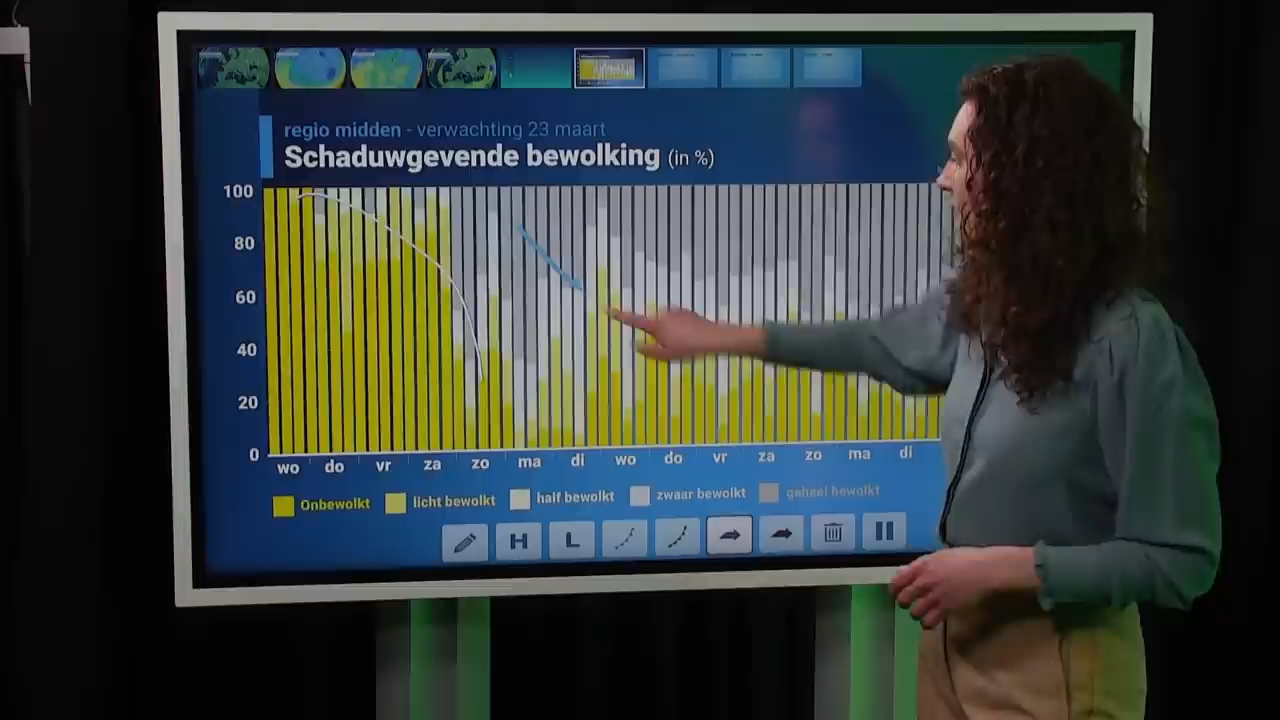 regio midden - verwachting 23 maart
Schaduwgevende bewolking (in %)
100
80
60
40
20
0
wo do vr za zo ma di wo do vr za zo ma di
Onbewolkt licht bewolkt half bewolkt zwaar bewolkt geheel bewolkt
H L